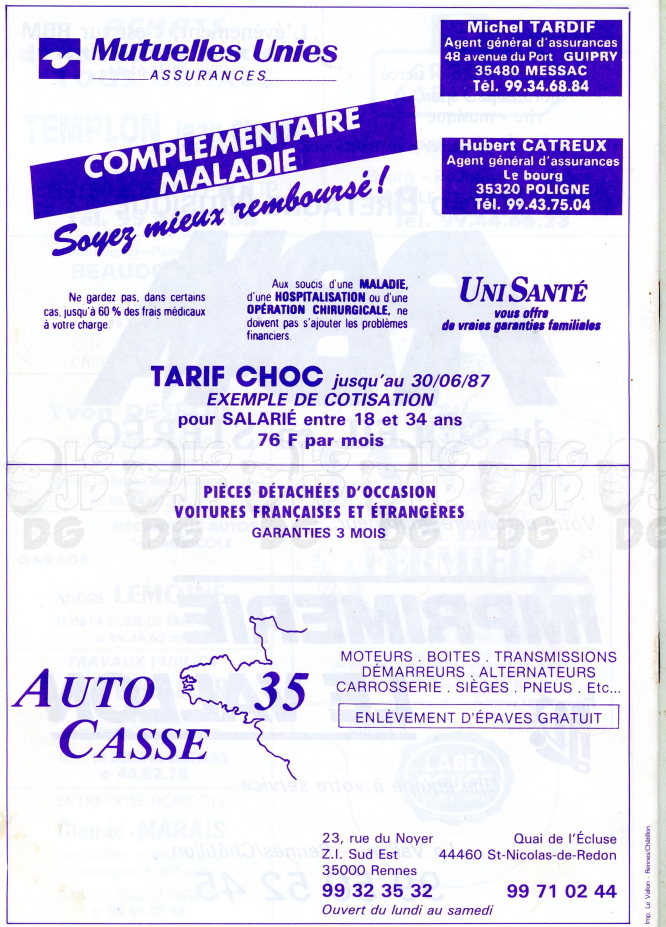 Mutuelles Unies
ASSURANCES
Michel TARDIF
Agent général d'assurances
48 avenue du Port GUIPRY
35480 MESSAC
Tél. 99.34.68.84
COMPLEMENTAIRE
MALADIE
Soyez mieux remboursé !
Hubert CATREUX
Agent général d'assurances
Le bourg
35320 POLIGNE
Tél. 99.43.75.04
Ne gardez pas, dans certains
cas, jusqu'à 60 % des frais médicaux
à votre charge.
Aux soucis d'une MALADIE,
d'une HOSPITALISATION ou d'une
OPÉRATION CHIRURGICALE, ne
doivent pas s'ajouter les problèmes
financiers.
UNI SANTÉ
vous offre
de vraies garanties familiales
TARIF CHOC jusqu'au 30/06/87
EXEMPLE DE COTISATION
pour SALARIÉ entre 18 et 34 ans
76 F par mois
PIÈCES DÉTACHÉES D'OCCASION
VOITURES FRANÇAISES ET ÉTRANGÈRES
GARANTIES 3 MOIS
AUTO 35
CASSE
MOTEURS . BOITES . TRANSMISSIONS
DÉMARREURS . ALTERNATEURS
CARROSSERIE . SIÈGES . PNEUS . Etc...
ENLÈVEMENT D'ÉPAVES GRATUIT
23, rue du Noyer
Z.I. Sud Est
35000 Rennes
99 32 35 32
Ouvert du lundi au samedi
Quai de l'Écluse
44460 St-Nicolas-de-Redon
99 71 02 44
Imp. Le Vallon - Rennes/Châtillon
LG JP DG